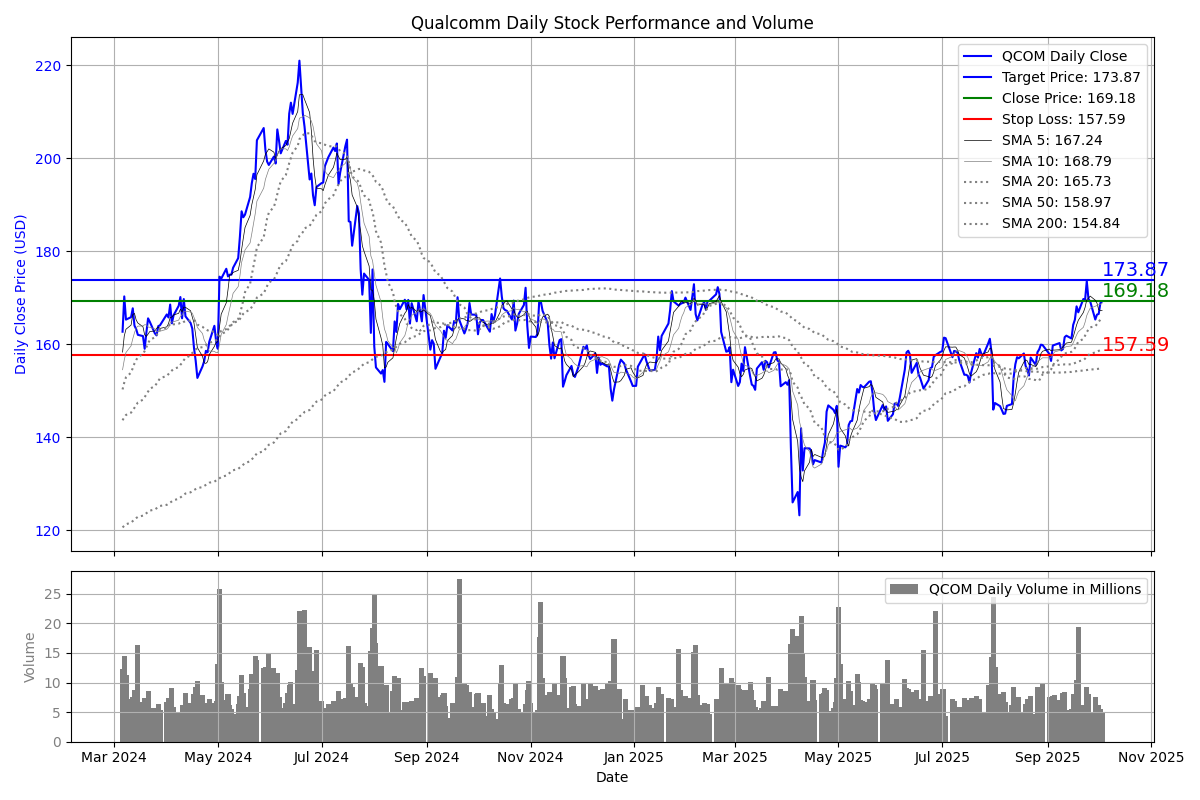 Qualcomm Daily Stock Performance and Volume
Daily Close Price (USD)
220
200
180
160
140
120
QCOM Daily Close
Target Price: 173.87
Close Price: 169.18
Stop Loss: 157.59
SMA 5: 167.24
SMA 10: 168.79
SMA 20: 165.73
SMA 50: 158.97
SMA 200: 154.84
173.87
169.18
157.59
Volume
25
20
15
10
5
0
QCOM Daily Volume in Millions
Mar 2024 May 2024 Jul 2024 Sep 2024 Nov 2024 Jan 2025 Mar 2025 May 2025 Jul 2025 Sep 2025 Nov 2025
Date